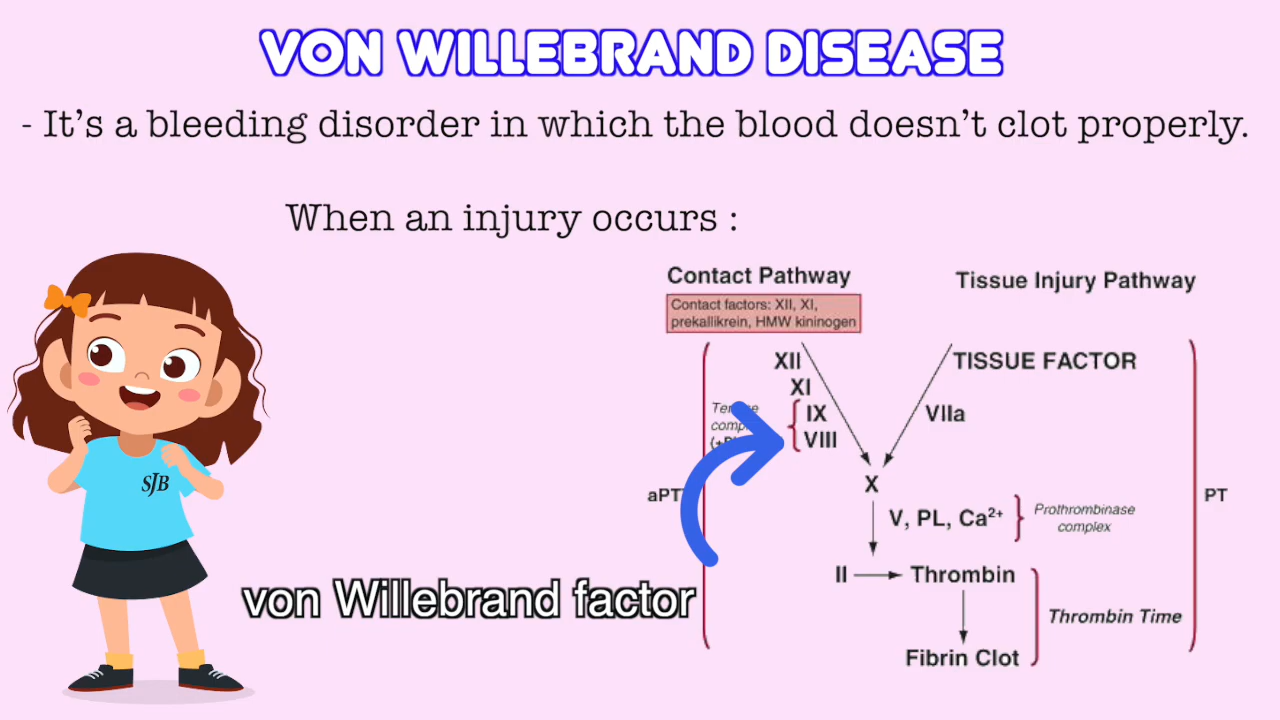 VON WILLEBRAND DISEASE
- It's a bleeding disorder in which the blood doesn't clot properly.
When an injury occurs :
Contact Pathway
Tissue Injury Pathway
Contact factors: XII, XI,
prekallikrein, HMW kininogen
XII
TISSUE FACTOR
XI
IX
VIIa
VIII
SJB
X
aPT
PT
V, PL, Ca²⁺
Prothrombinase
complex
II
Thrombin
von Willebrand factor
Thrombin Time
Fibrin Clot